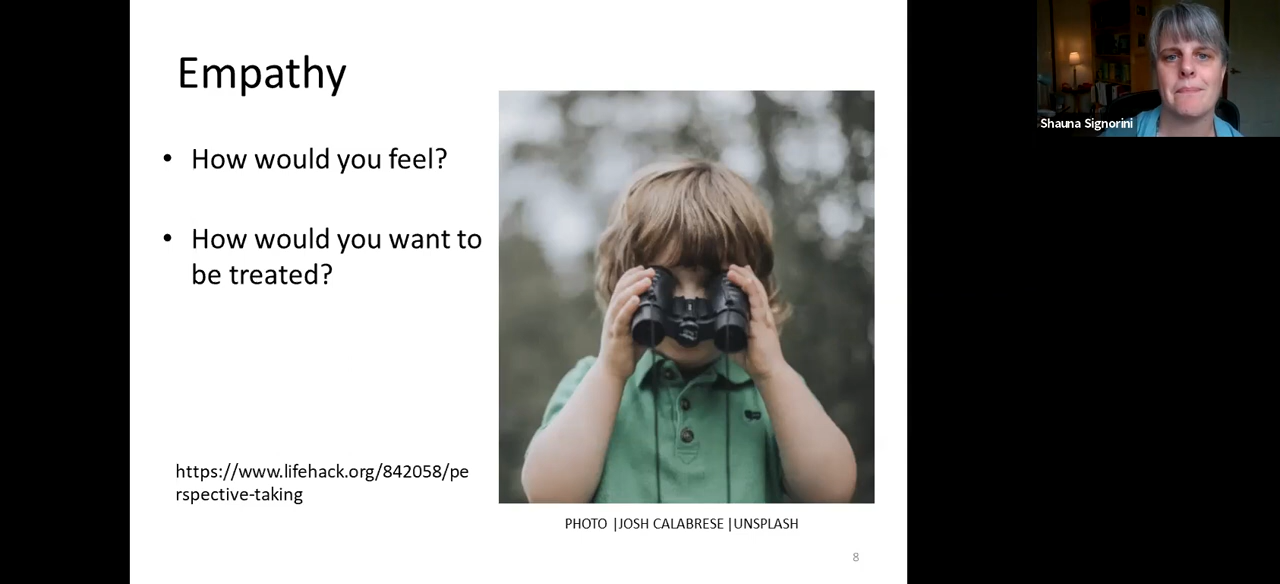 Empathy
• How would you feel?
• How would you want to
be treated?
https://www.lifehack.org/842058/pe
rspective-taking
PHOTO |JOSH CALABRESE |UNSPLASH
8
Shauna Signorini